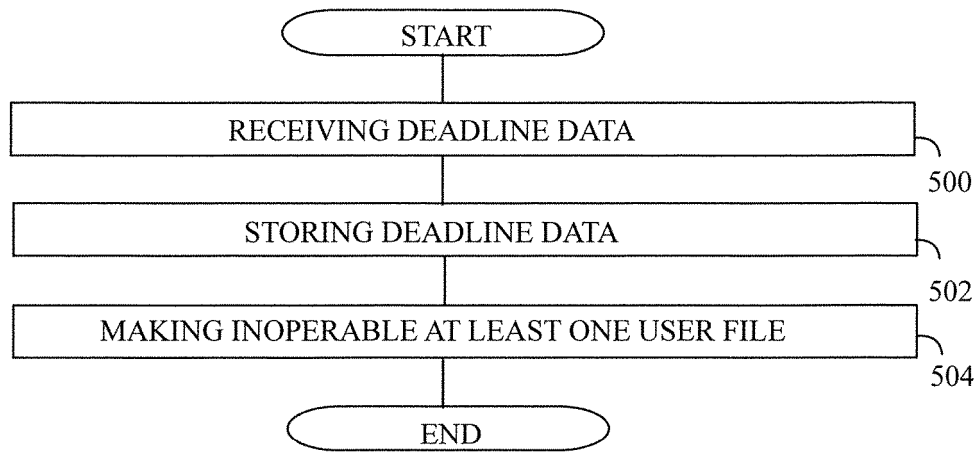 START
RECEIVING DEADLINE DATA
500
STORING DEADLINE DATA
502
MAKING INOPERABLE AT LEAST ONE USER FILE
504
END